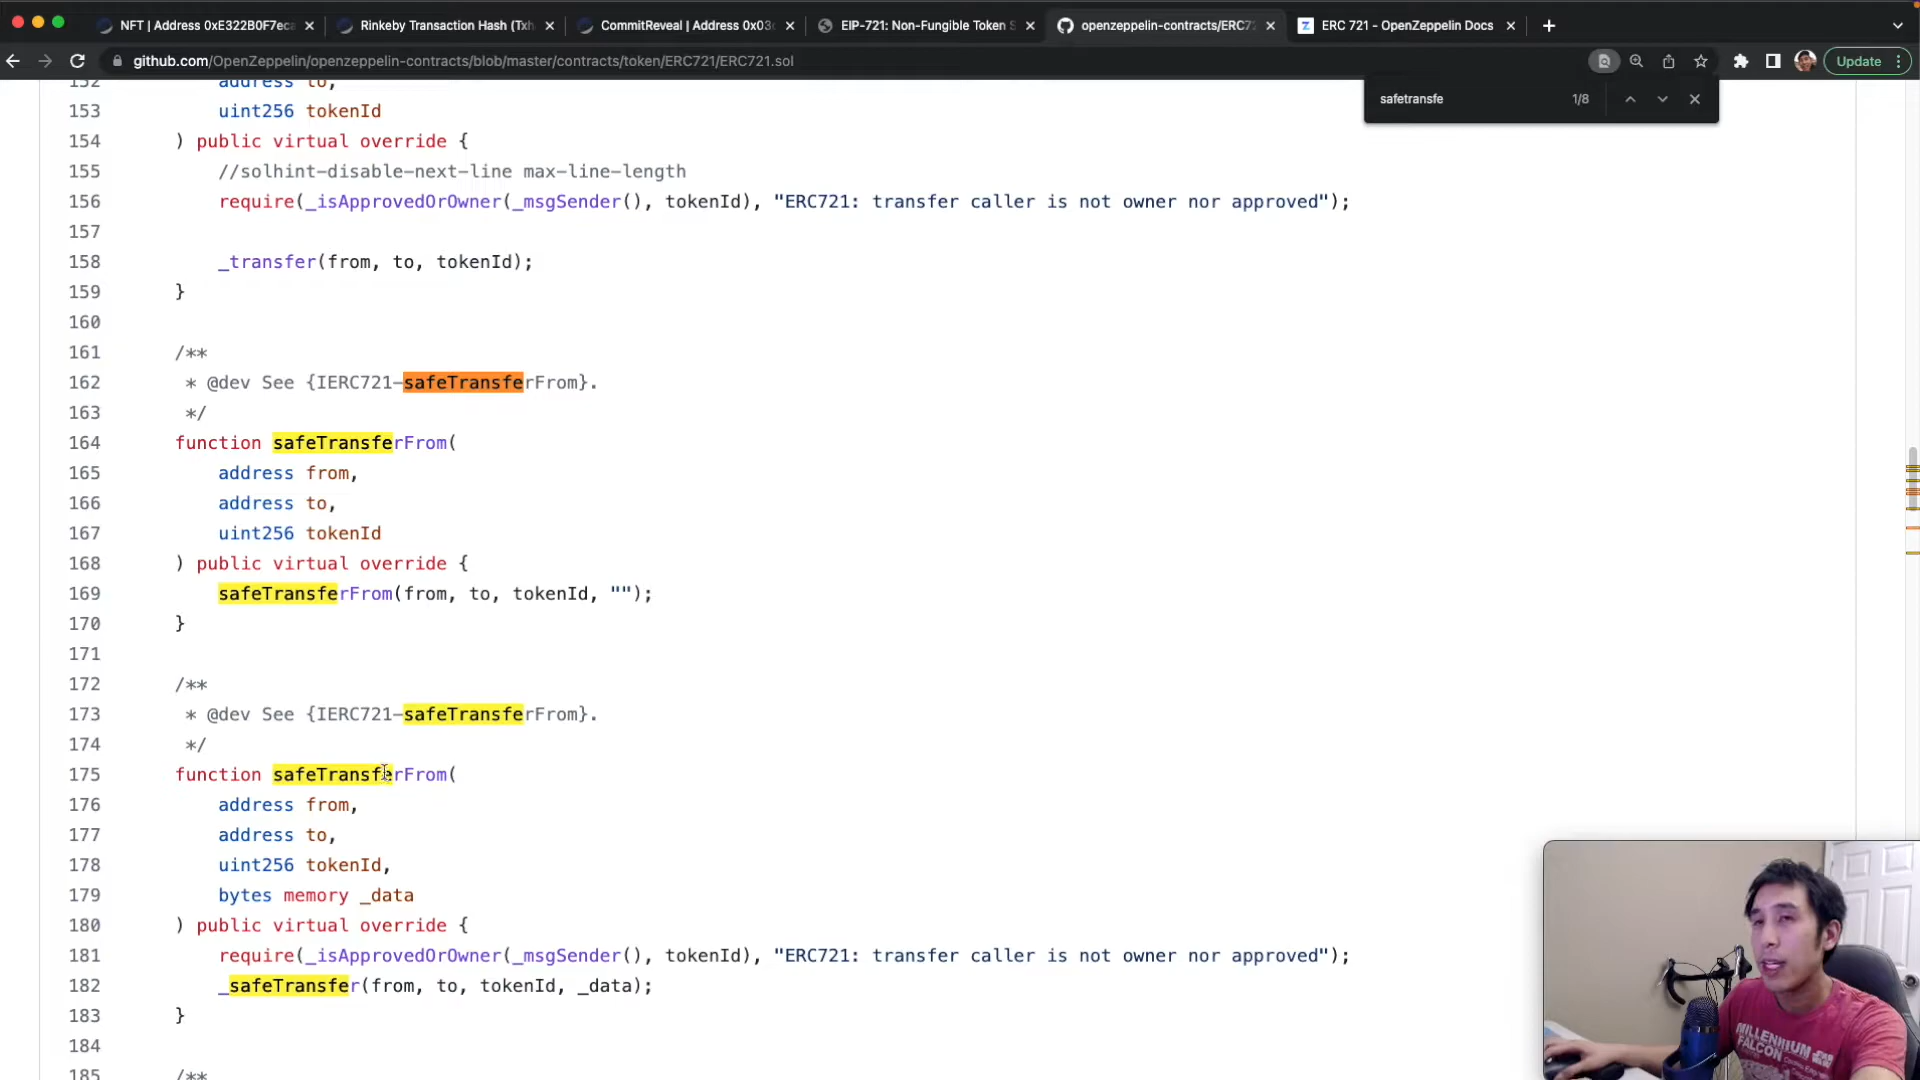 NFT | Address 0xE322B0F7eca
Rinkeby Transaction Hash (Txh
CommitReveal | Address 0x03
EIP-721: Non-Fungible Token S
openzeppelin-contracts/ERC72
ERC 721 - OpenZeppelin Docs
github.com/OpenZeppelin/openzeppelin-contracts/blob/master/contracts/token/ERC721/ERC721.sol
Update
safetransfe 1/8
152 address to,
153 uint256 tokenId
154 ) public virtual override {
155 //solhint-disable-next-line max-line-length
156 require(_isApprovedOrOwner(_msgSender(), tokenId), "ERC721: transfer caller is not owner nor approved");
157
158 _transfer(from, to, tokenId);
159 }
160
161 /**
162 * @dev See {IERC721-safeTransferFrom}.
163 */
164 function safeTransferFrom(
165 address from,
166 address to,
167 uint256 tokenId
168 ) public virtual override {
169 safeTransferFrom(from, to, tokenId, "");
170 }
171
172 /**
173 * @dev See {IERC721-safeTransferFrom}.
174 */
175 function safeTransferFrom(
176 address from,
177 address to,
178 uint256 tokenId,
179 bytes memory _data
180 ) public virtual override {
181 require(_isApprovedOrOwner(_msgSender(), tokenId), "ERC721: transfer caller is not owner nor approved");
182 _safeTransfer(from, to, tokenId, _data);
183 }
184
185 /**
MILLENNIUM
FALCON